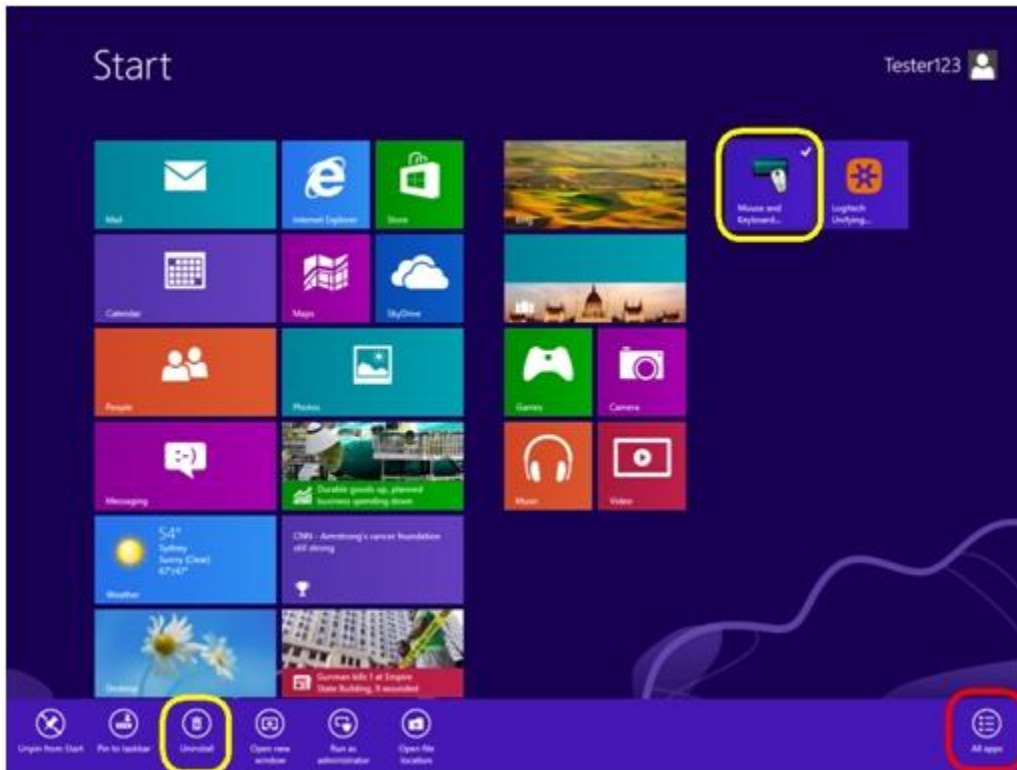 Start
Tester123
Mail
Internet Explorer
Store
Bing
Mouse and
Keyboard...
Logitech
Unifying...
Calendar
Maps
SkyDrive
People
Photos
Games
Camera
Messaging
Durable goods up, planned
business spending down
Music
Video
54°
Sydney
Sunny (Clear)
67°/47°
Weather
CNN - Armstrong's cancer foundation
still strong
Desktop
Gunman kills 1 at Empire
State Building, 9 wounded
Unpin from Start
Pin to taskbar
Uninstall
Open new
window
Run as
administrator
Open file
location
All apps